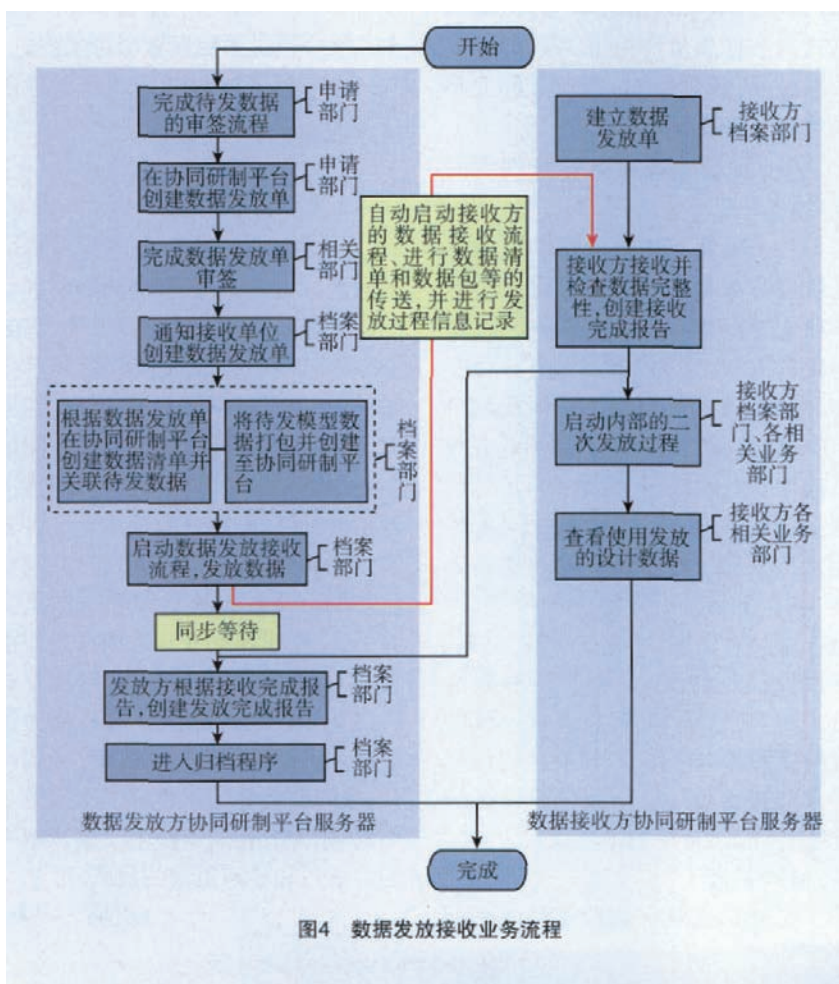 开始
完成待发数据
的审签流程
申请
部门
在协同研制平台
创建数据发放单
申请
部门
完成数据发放单
审签
相关
部门
通知接收单位
创建数据发放单
档案
部门
根据数据发放单
在协同研制平台
创建数据清单并
关联待发数据
将待发模型数
据打包并创建
至协同研制平
台
档
案
部
门
启动数据发放接收
流程,发放数据
档案
部门
同步等待
发放方根据接收完成报
告,创建发放完成报告
档案
部门
进入归档程序
档案
部门
数据发放方协同研制平台服务器
自动启动接收方
的数据接收流
程、进行数据清
单和数据包等的
传送,并进行发
放过程信息记录
建立数据
发放单
接收方
档案部门
接收方接收并
检查数据完整
性,创建接收
完成报告
启动内部的二
次发放过程
接收方
档案部
门、各相
关业务
部门
查看使用发放
的设计数据
接收方各
相关业务
部门
数据接收方协同研制平台服务器
完成
图4 数据发放接收业务流程